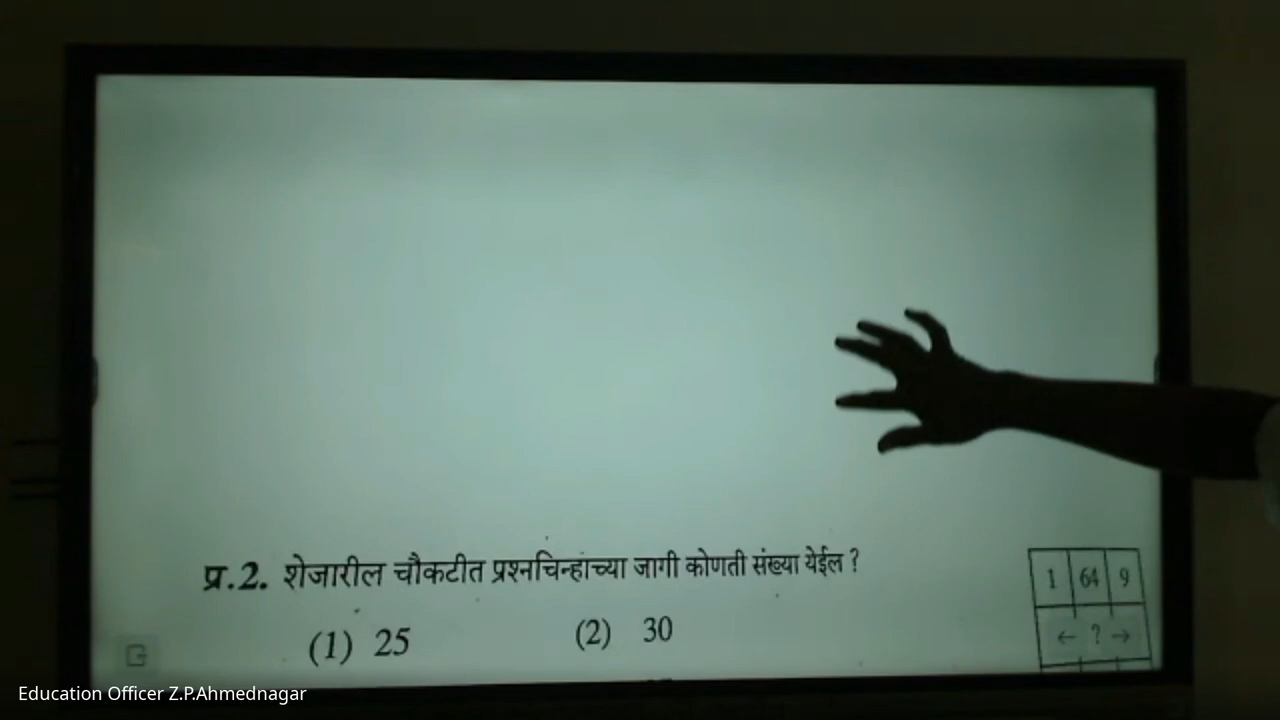 प्र.2. शेजारील चौकटीत प्रश्नचिन्हांच्या जागी कोणती संख्या येईल ?
(1) 25 (2) 30
1 64 9
← ? →
Education Officer Z.P.Ahmednagar